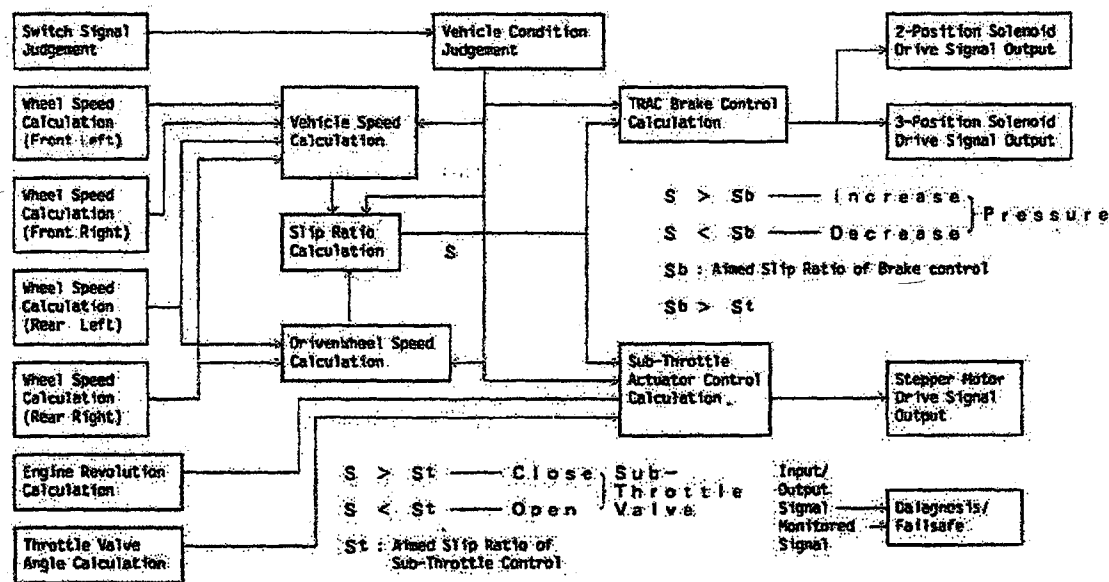 Switch Signal
Judgement
Vehicle Condition
Judgement
2-Position Solenoid
Drive Signal Output
Wheel Speed
Calculation
(Front Left)
Vehicle Speed
Calculation
TRAC Brake Control
Calculation
3-Position Solenoid
Drive Signal Output
Wheel Speed
Calculation
(Front Right)
Slip Ratio
Calculation
S
S > Sb — Increase
S < Sb — Decrease
Pressure
Sb : Aimed Slip Ratio of Brake control
Sb > St
Wheel Speed
Calculation
(Rear Left)
DrivenWheel Speed
Calculation
Wheel Speed
Calculation
(Rear Right)
Sub-Throttle
Actuator Control
Calculation
Stepper Motor
Drive Signal
Output
Engine Revolution
Calculation
S > St — Close
S < St — Open
Sub-
Throttle
Valve
St : Aimed Slip Ratio of
Sub-Throttle Control
Throttle Valve
Angle Calculation
Input/
Output
Signal
Monitored
Signal
Daiagnosis/
Failsafe